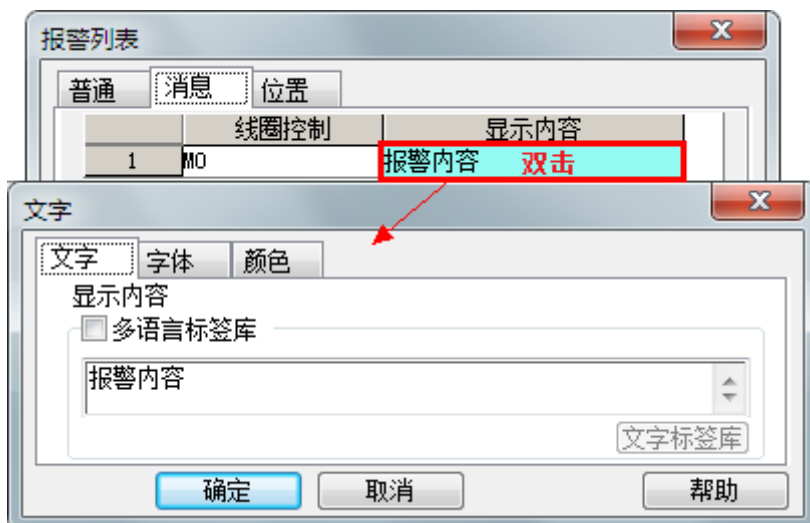 报警列表
普通 消息 位置
线圈控制 显示内容
1 M0 报警内容 双击
文字
文字 字体 颜色
显示内容
多语言标签库
报警内容
文字标签库
确定 取消 帮助